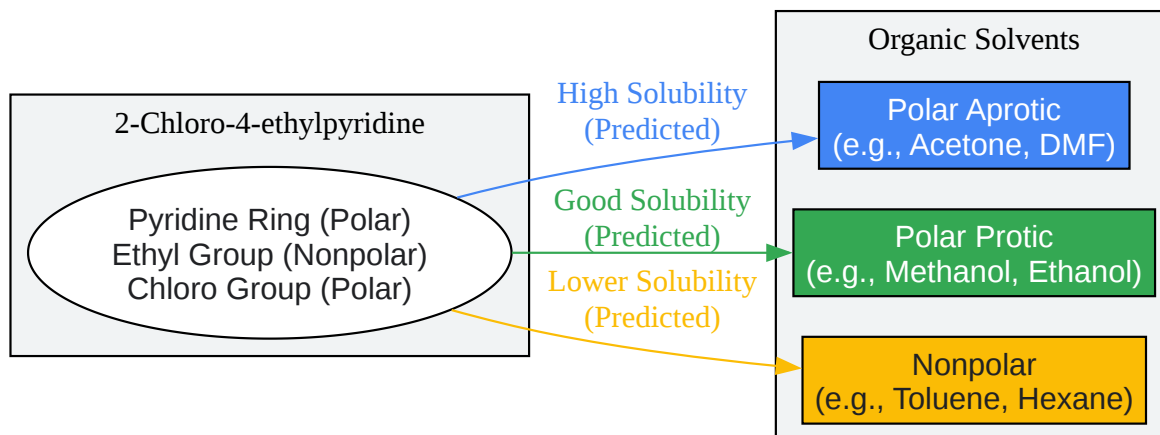 2-Chloro-4-ethylpyridine
Pyridine Ring (Polar)
Ethyl Group (Nonpolar)
Chloro Group (Polar)
High Solubility
(Predicted)
Good Solubility
(Predicted)
Lower Solubility
(Predicted)
Organic Solvents
Polar Aprotic
(e.g., Acetone, DMF)
Polar Protic
(e.g., Methanol, Ethanol)
Nonpolar
(e.g., Toluene, Hexane)